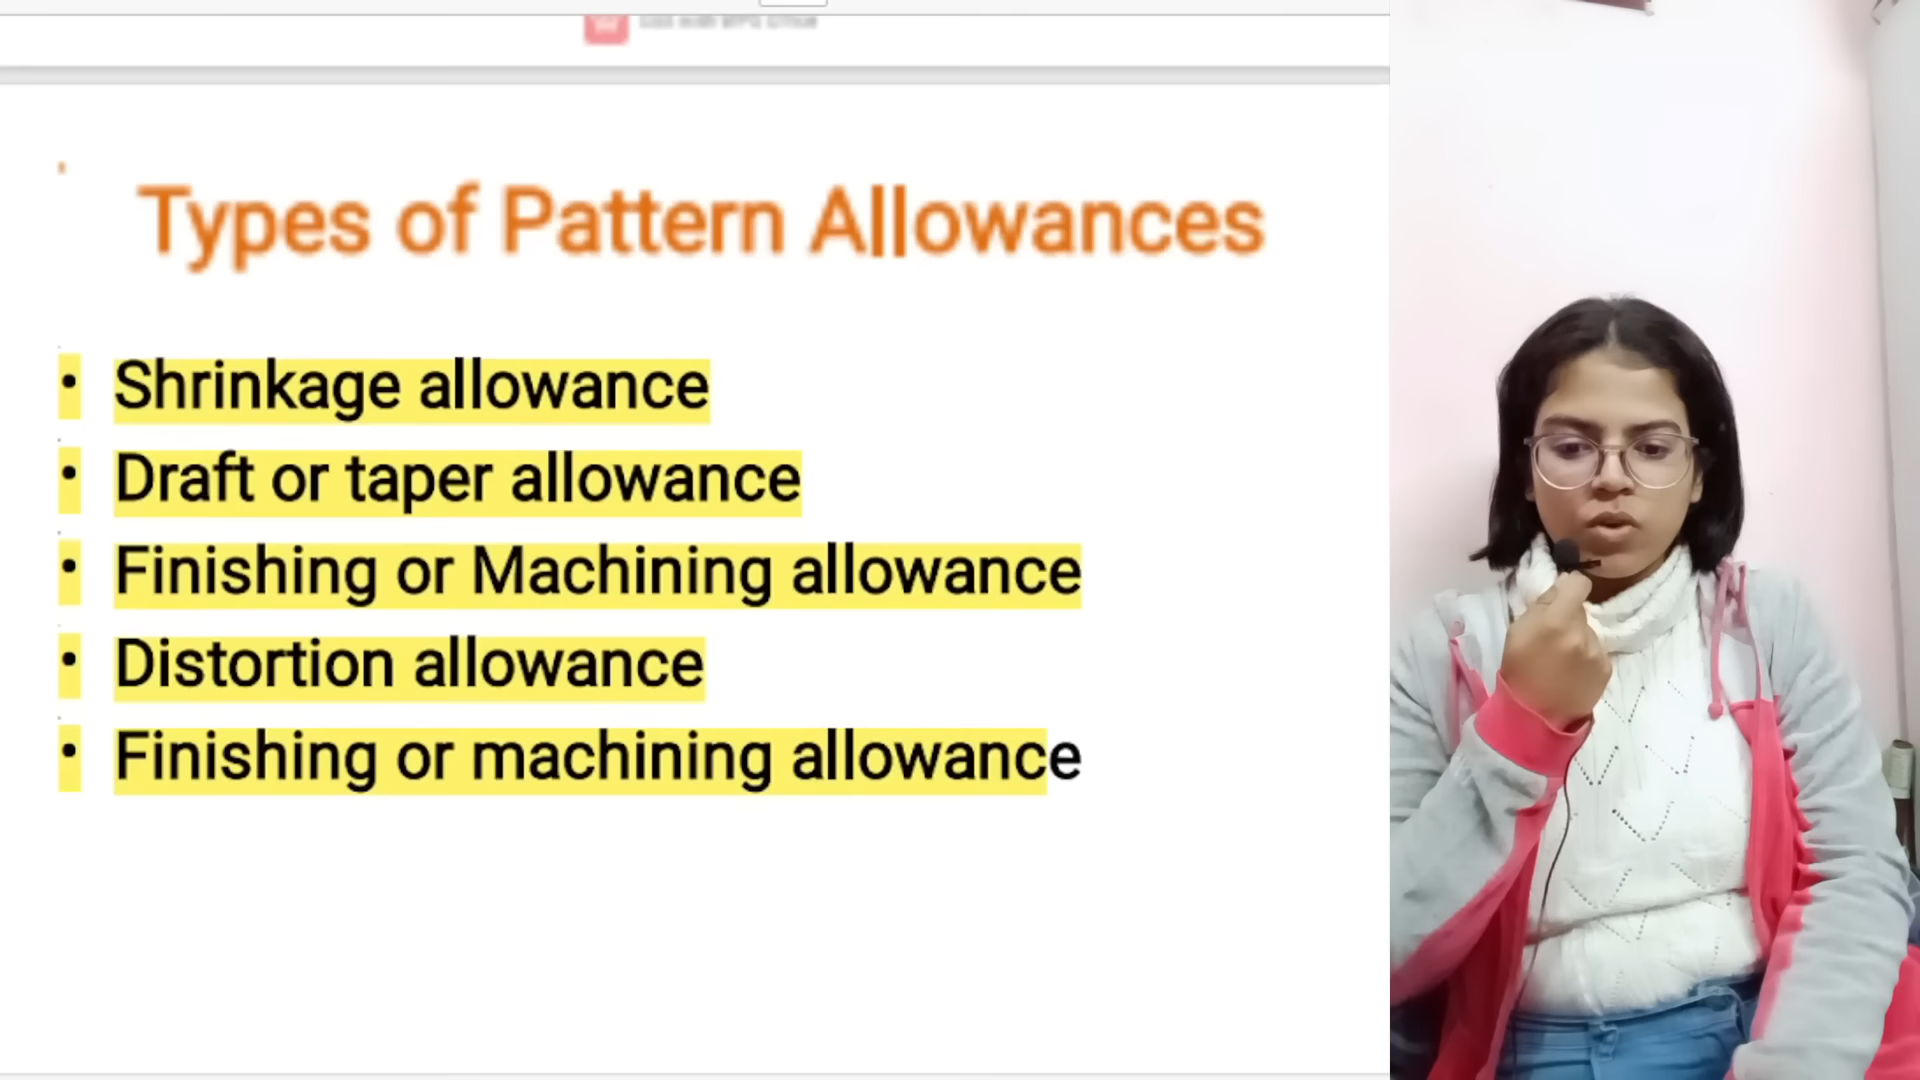 Types of Pattern Allowances
• Shrinkage allowance
• Draft or taper allowance
• Finishing or Machining allowance
• Distortion allowance
• Finishing or machining allowance